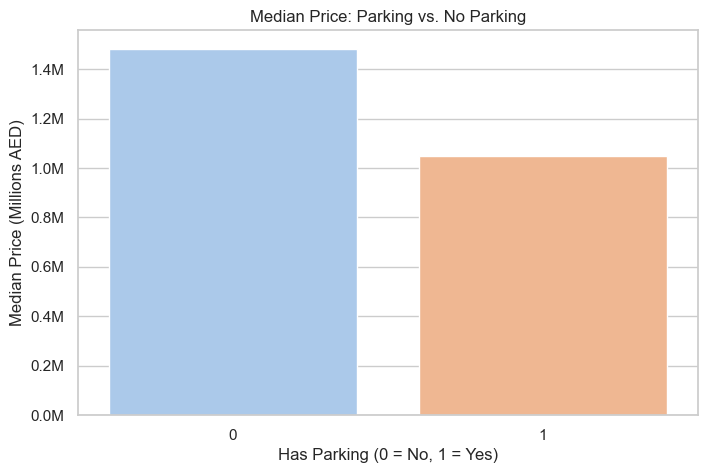 Median Price: Parking vs. No Parking
Median Price (Millions AED)
1.4M
1.2M
1.0M
0.8M
0.6M
0.4M
0.2M
0.0M
0 1
Has Parking (0 = No, 1 = Yes)